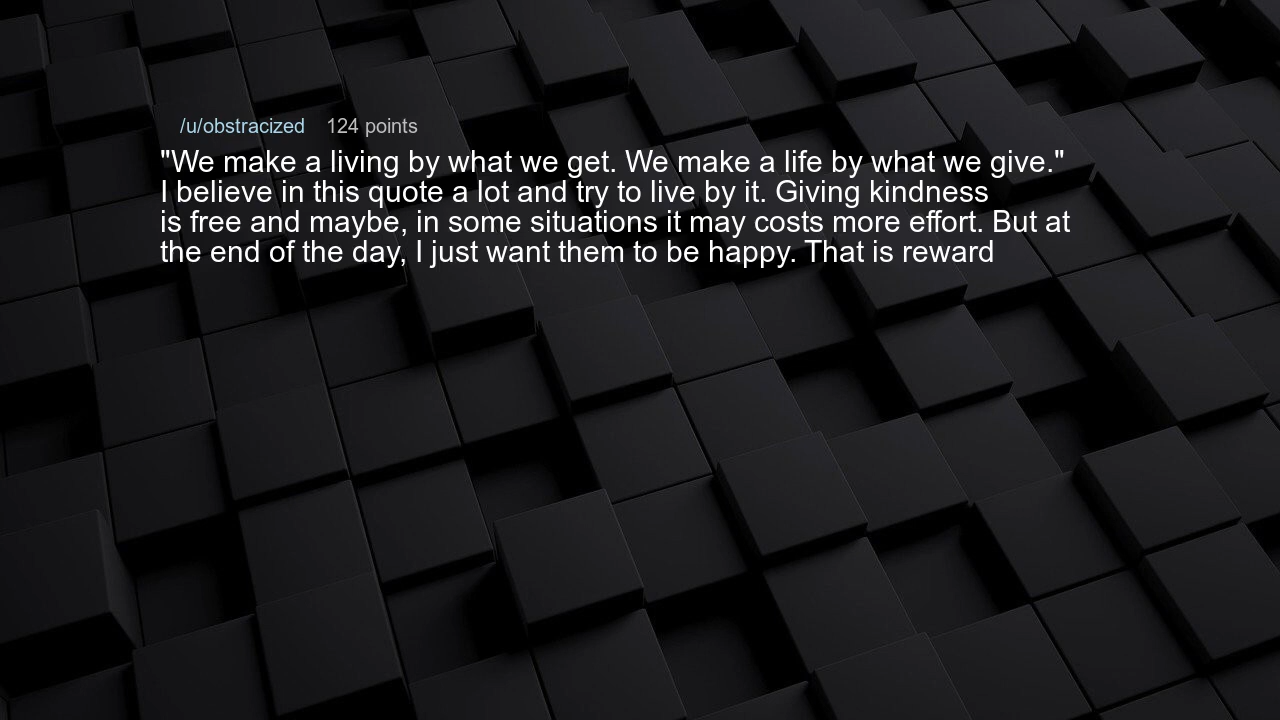 /u/obstracized 124 points
"We make a living by what we get. We make a life by what we give."
I believe in this quote a lot and try to live by it. Giving kindness
is free and maybe, in some situations it may costs more effort. But at
the end of the day, I just want them to be happy. That is reward